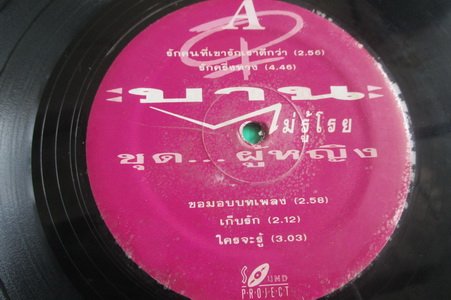 A
รักคนที่เขารักเราดีกว่า (2.56)
รักครึ่งทาง (4.46)
บานะ
ไม่รู้โรย
ชุด...ผู้หญิง
ขอมอบบทเพลง (2.58)
เก็บรัก (2.12)
ใครจะรู้ (3.03)
SOUND
PROJECT